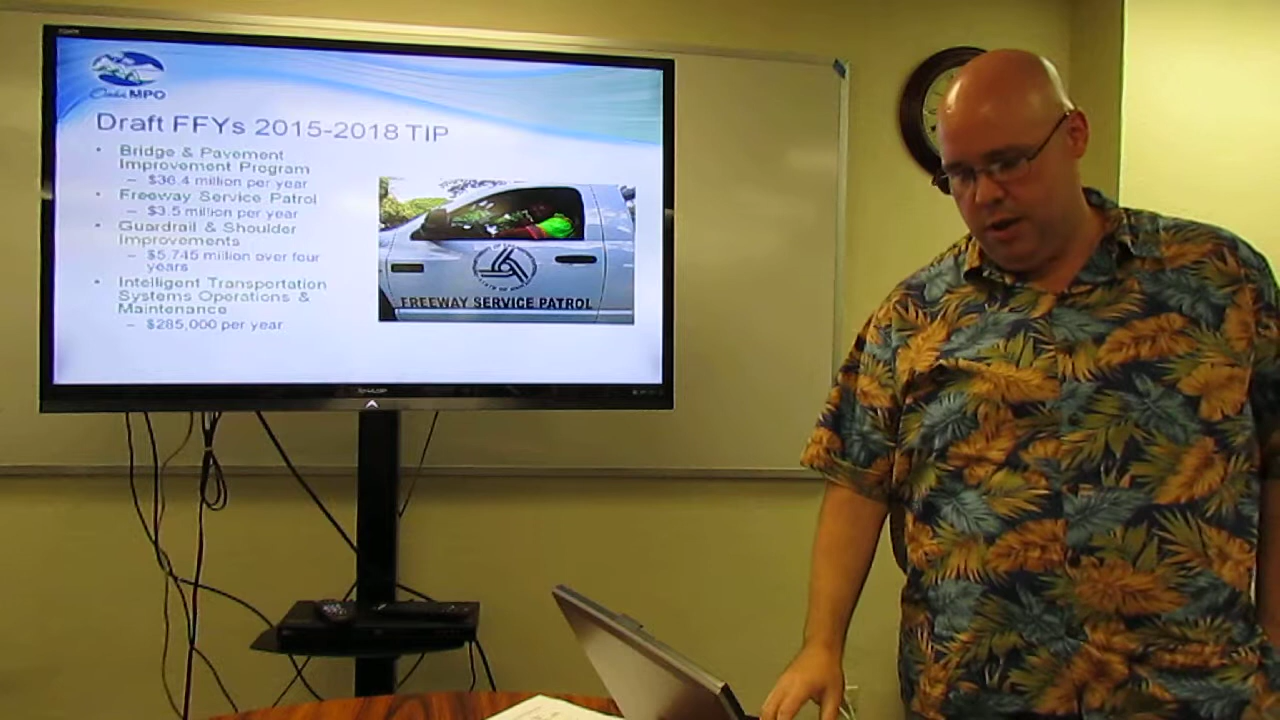 Oahu MPO
Draft FFYs 2015-2018 TIP
• Bridge & Pavement
Improvement Program
– $36.4 million per year
• Freeway Service Patrol
– $3.5 million per year
• Guardrail & Shoulder
Improvements
– $5.745 million over four
years
• Intelligent Transportation
Systems Operations &
Maintenance
– $285,000 per year
FREEWAY SERVICE PATROL
SHARP